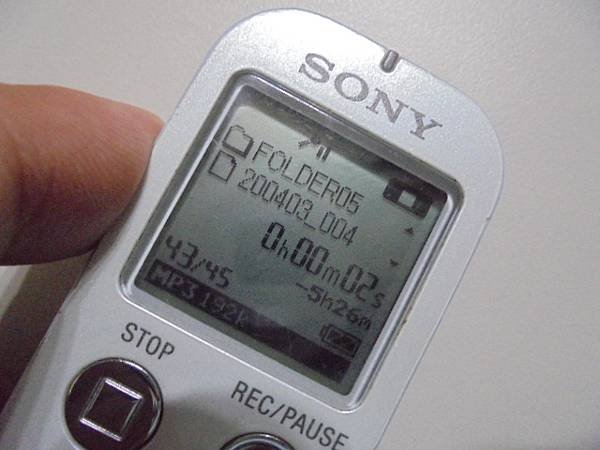 SONY
FOLDER05
200403_004
0h00m02s
43/45
-5h26m
MP3 192k
STOP
REC/PAUSE